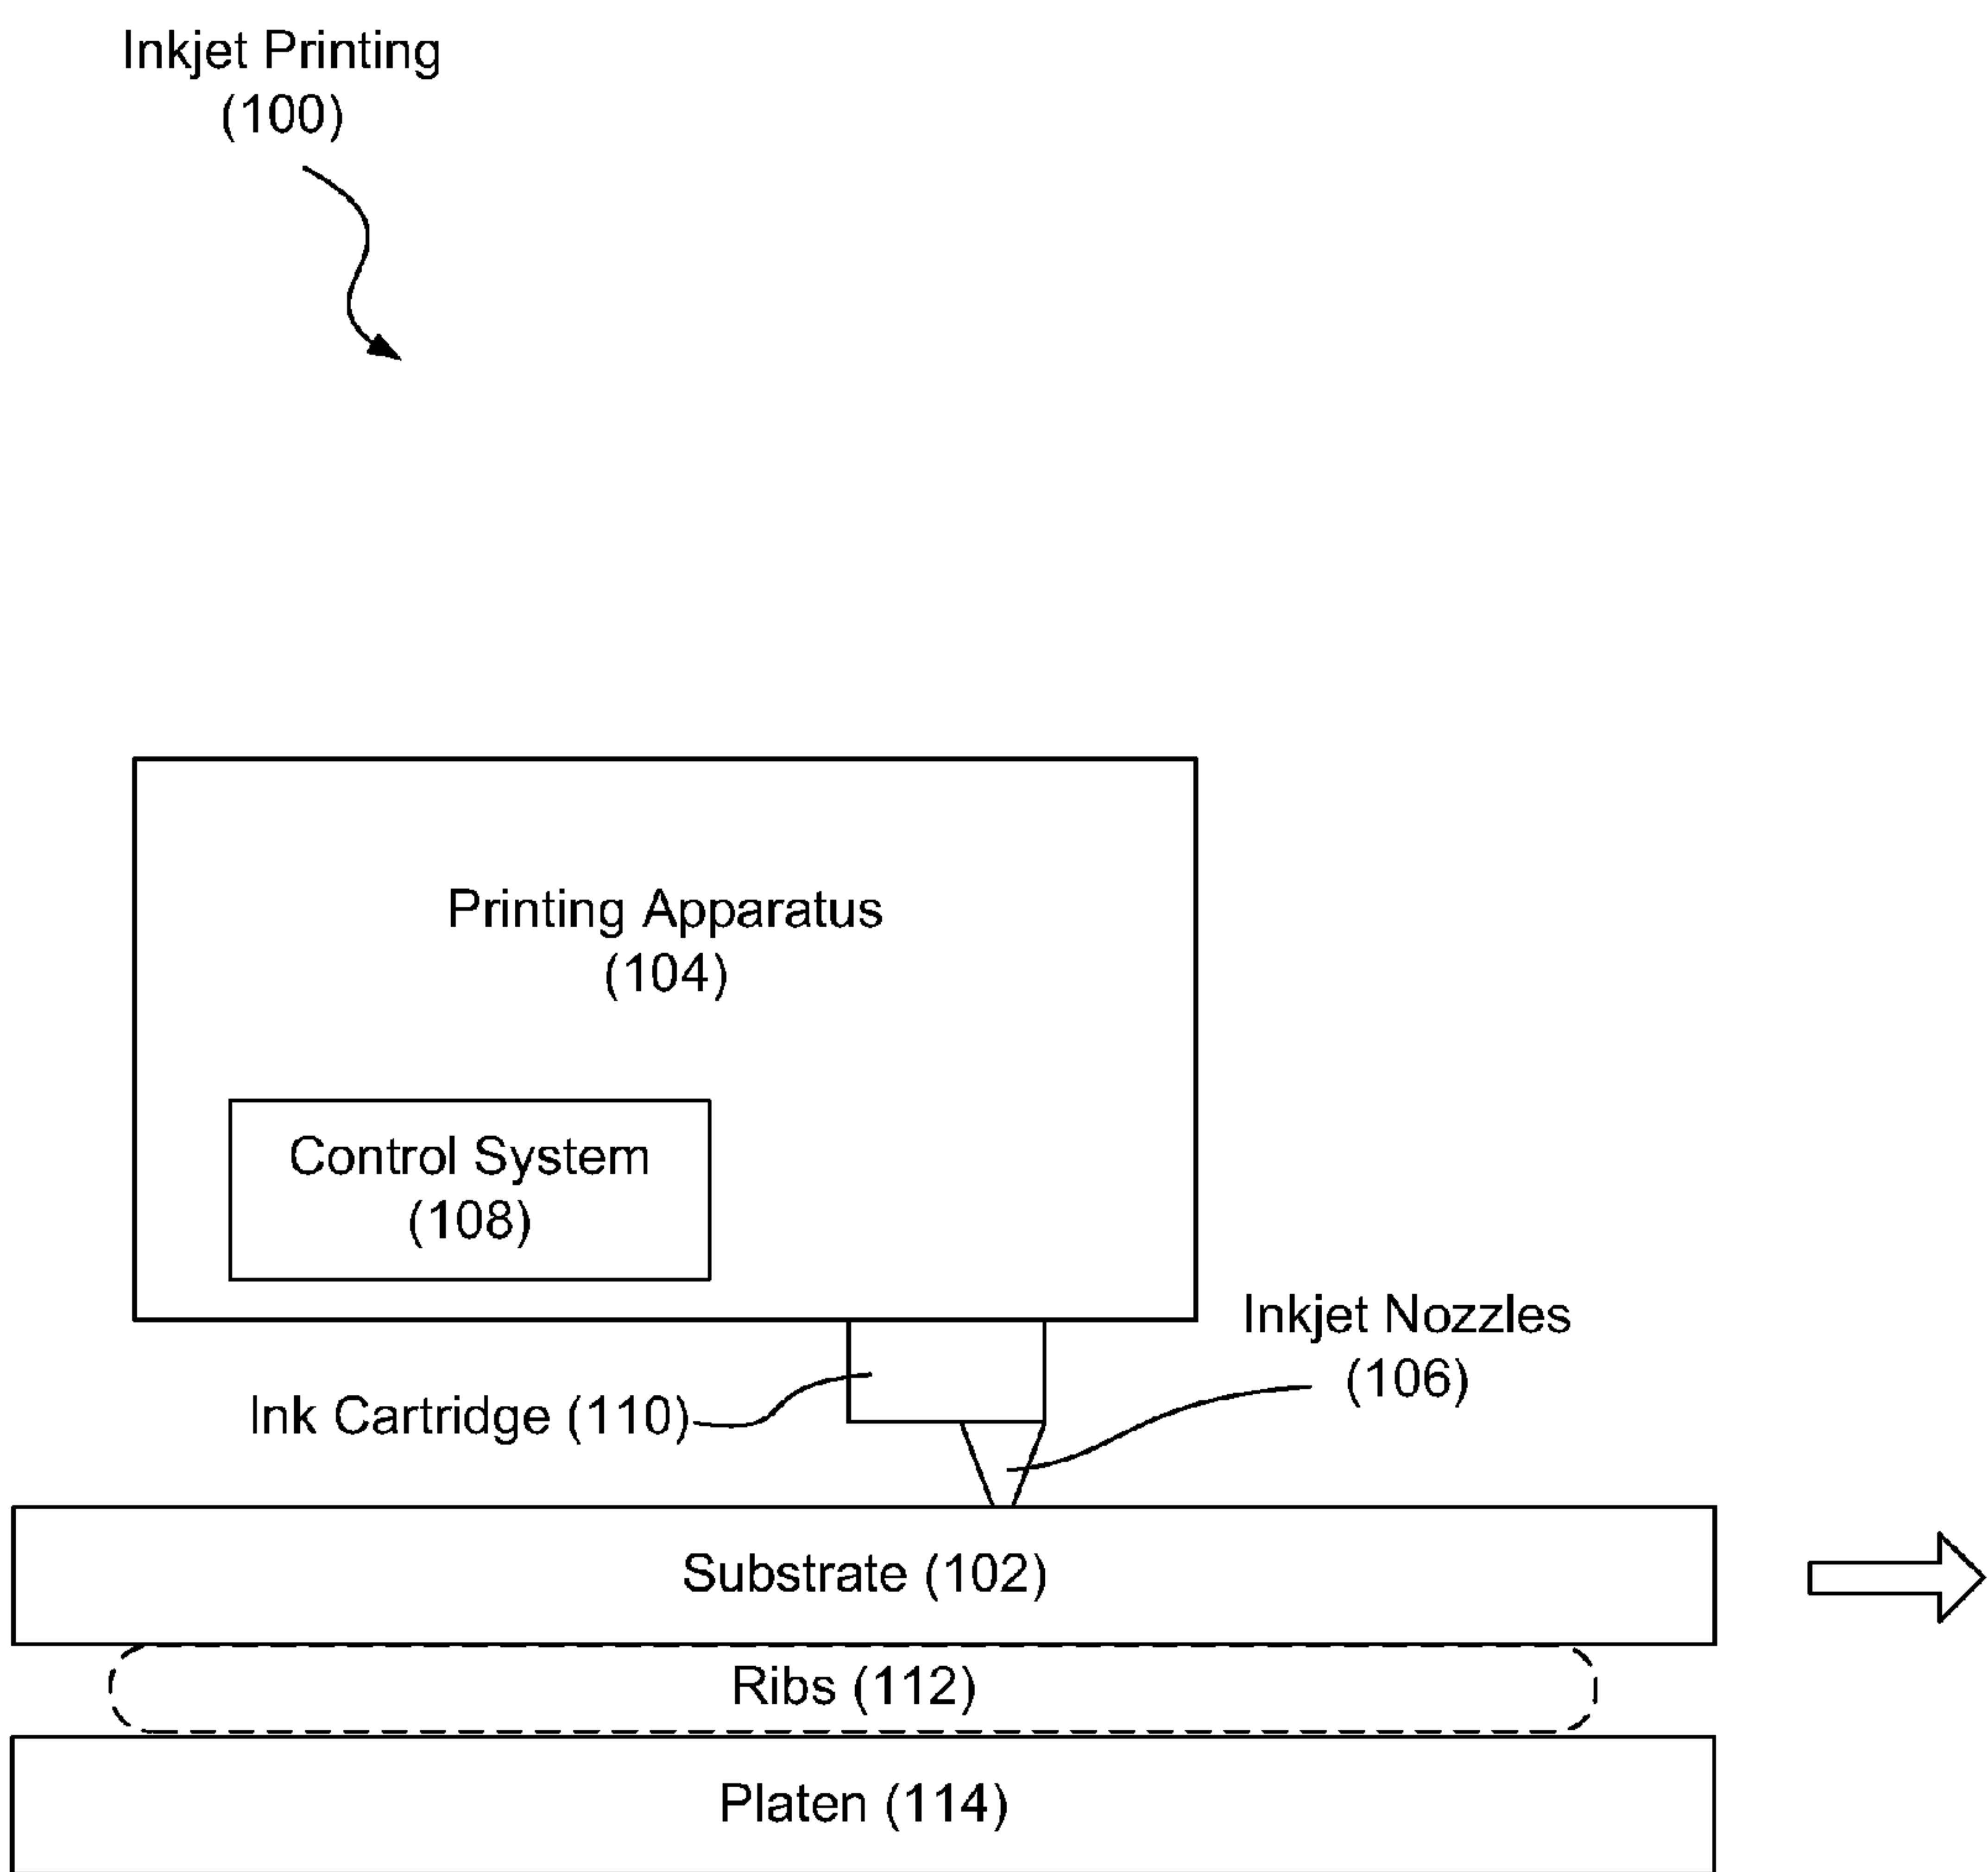 Inkjet Printing
(100)
Printing Apparatus
(104)
Control System
(108)
Inkjet Nozzles
(106)
Ink Cartridge (110)
Substrate (102)
Ribs (112)
Platen (114)